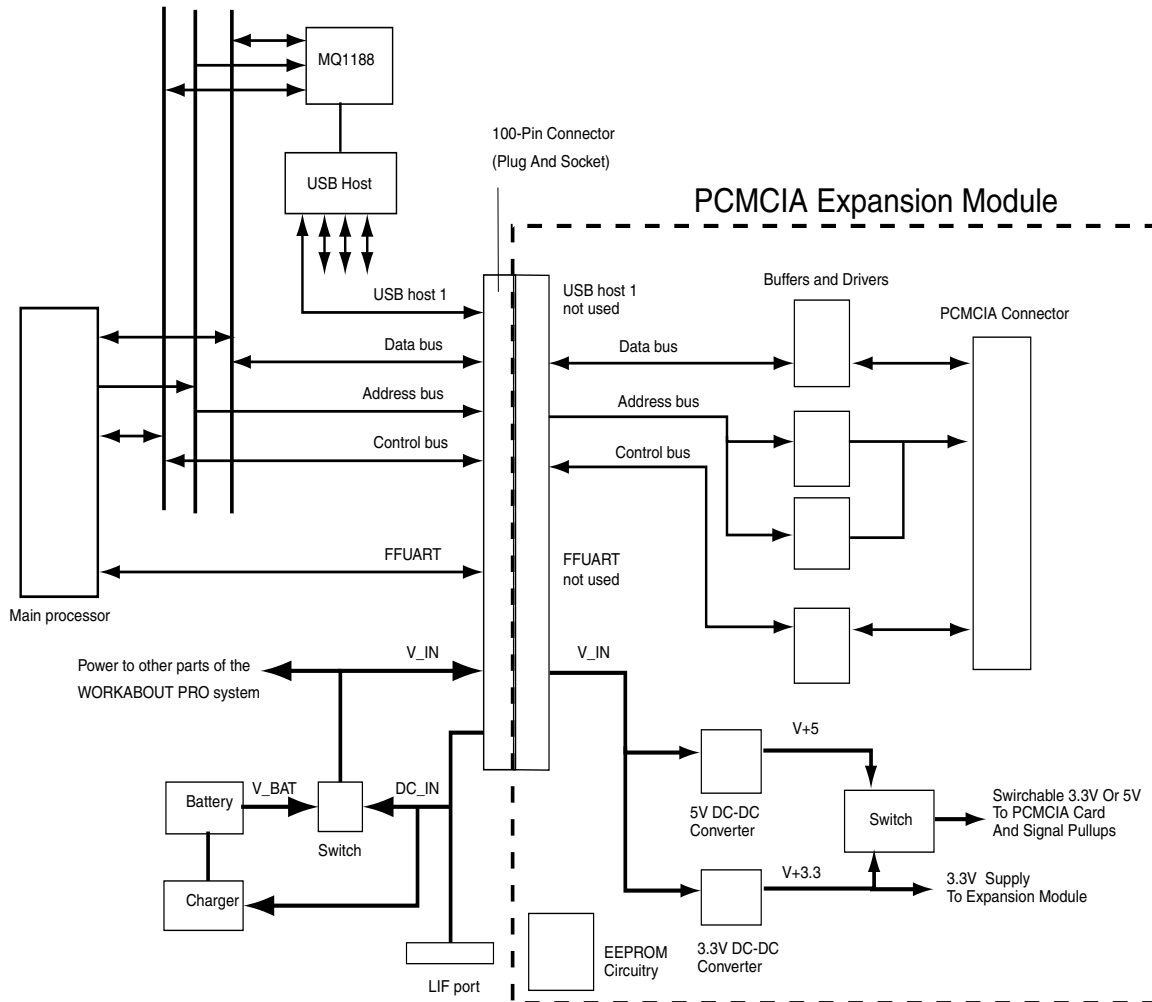 MQ1188
100-Pin Connector
(Plug And Socket)
USB Host
PCMCIA Expansion Module
USB host 1
USB host 1
not used
Buffers and Drivers
PCMCIA Connector
Data bus
Data bus
Address bus
Address bus
Control bus
Control bus
FFUART
FFUART
not used
Main processor
V_IN
V_IN
Power to other parts of the
WORKABOUT PRO system
V+5
Battery
V_BAT
DC_IN
Switch
5V DC-DC
Converter
Switch
Swirchable 3.3V Or 5V
To PCMCIA Card
And Signal Pullups
Charger
V+3.3
3.3V Supply
To Expansion Module
EEPROM
Circuitry
3.3V DC-DC
Converter
LIF port